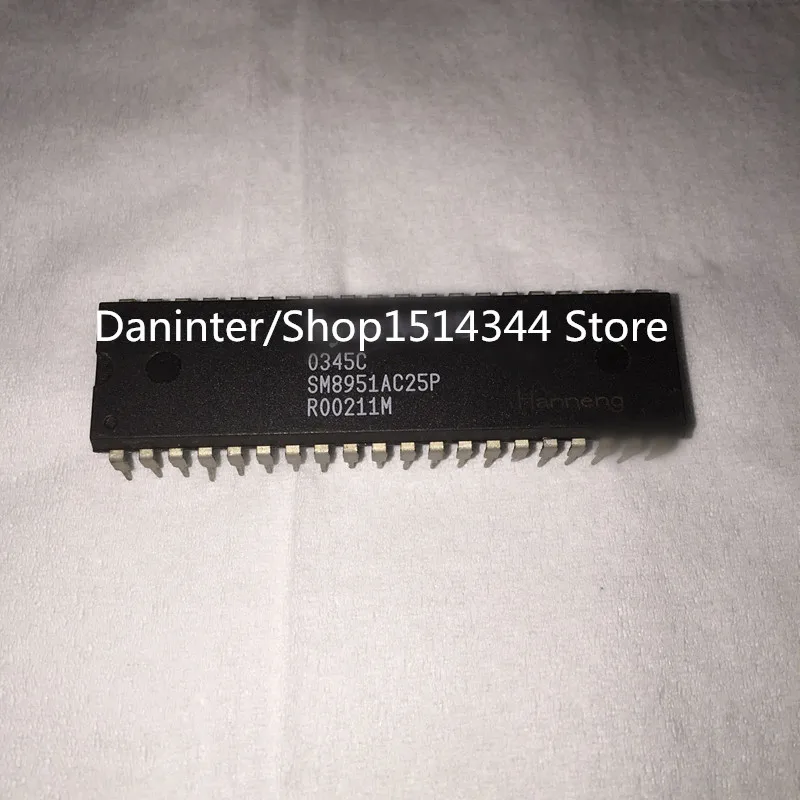 Daninter/Shop1514344 Store
0345C
SM8951AC25P
R00211M
Hanneng